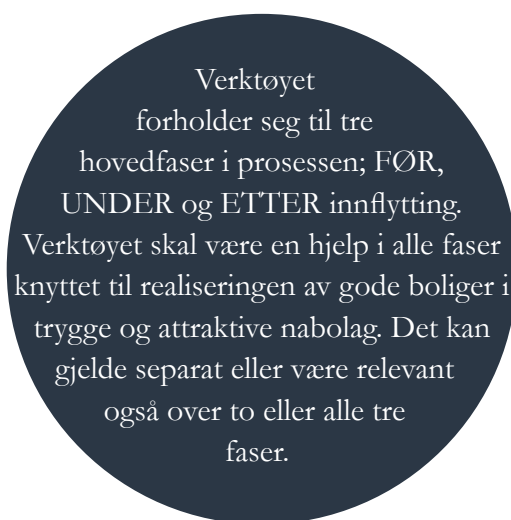 Verktøyet
forholder seg til tre
hovedfaser i prosessen; FØR,
UNDER og ETTER innflytting.
Verktøyet skal være en hjelp i alle faser
knyttet til realiseringen av gode boliger i
trygge og attraktive nabolag. Det kan
gjelde separat eller være relevant
også over to eller alle tre
faser.